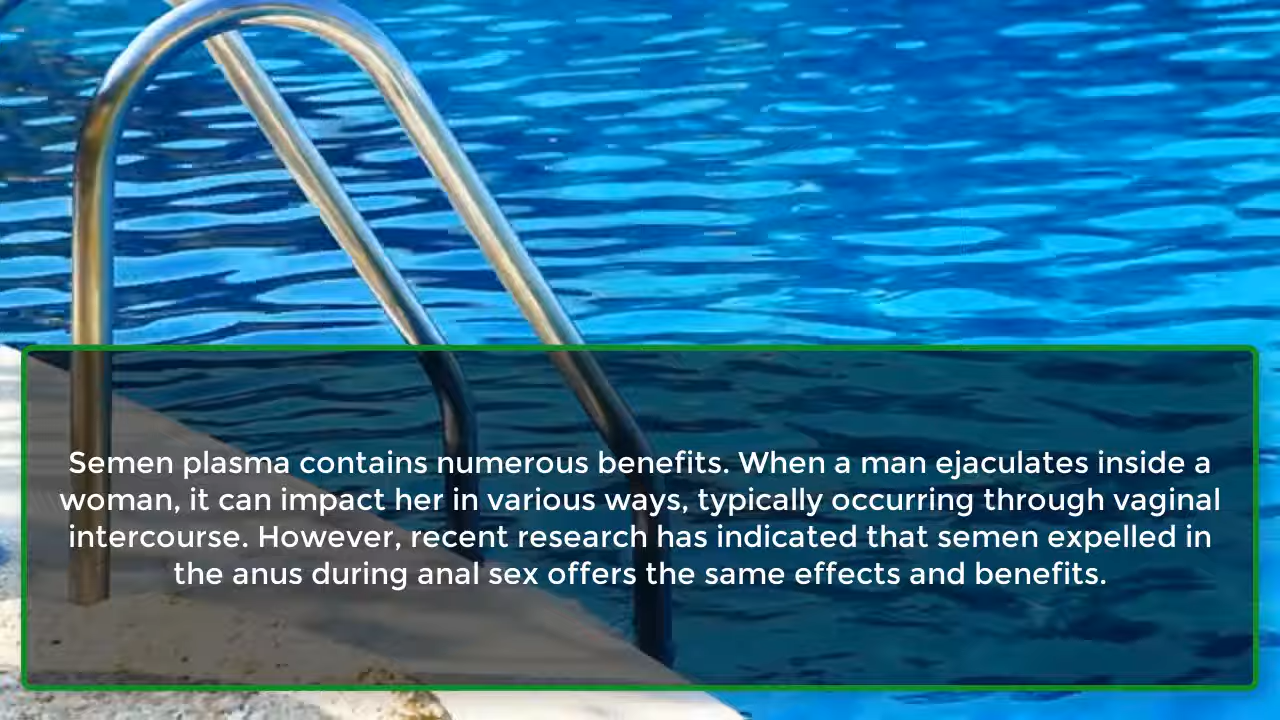 Semen plasma contains numerous benefits. When a man ejaculates inside a
woman, it can impact her in various ways, typically occurring through vaginal
intercourse. However, recent research has indicated that semen expelled in
the anus during anal sex offers the same effects and benefits.